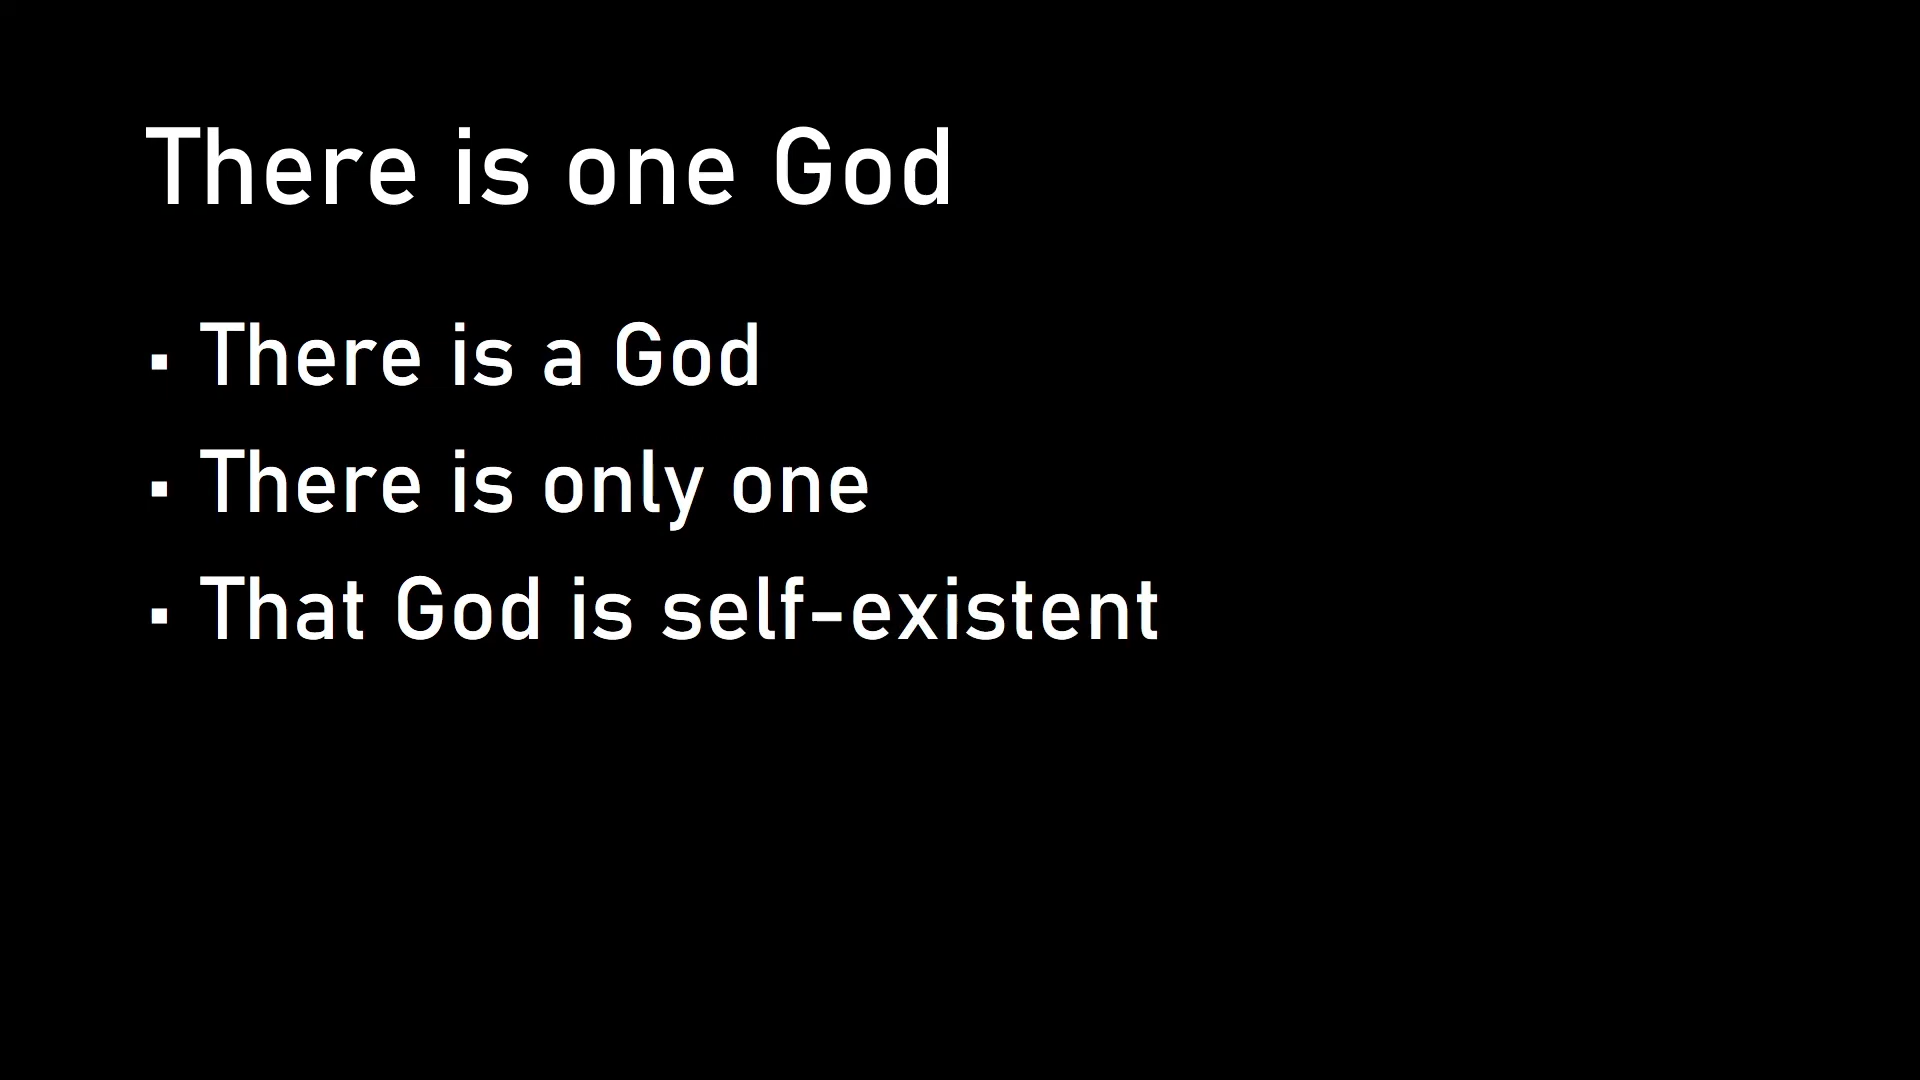 There is one God
▪ There is a God
▪ There is only one
▪ That God is self-existent